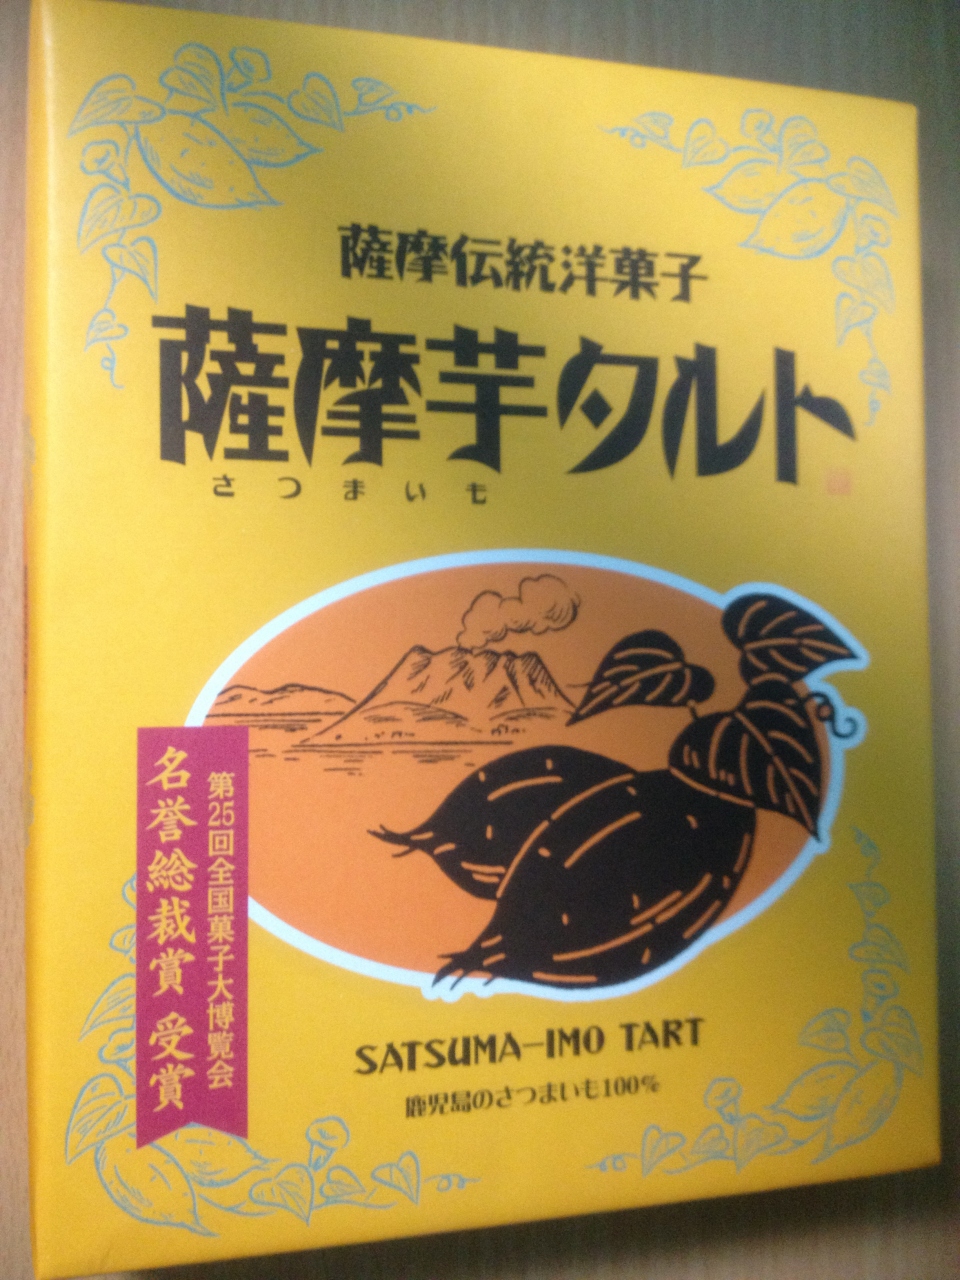 薩摩伝統洋菓子
薩摩芋タルト
さつまいも
第25回全国菓子大博覧会
名誉総裁賞 受賞
SATSUMA-IMO TART
鹿児島のさつまいも100%